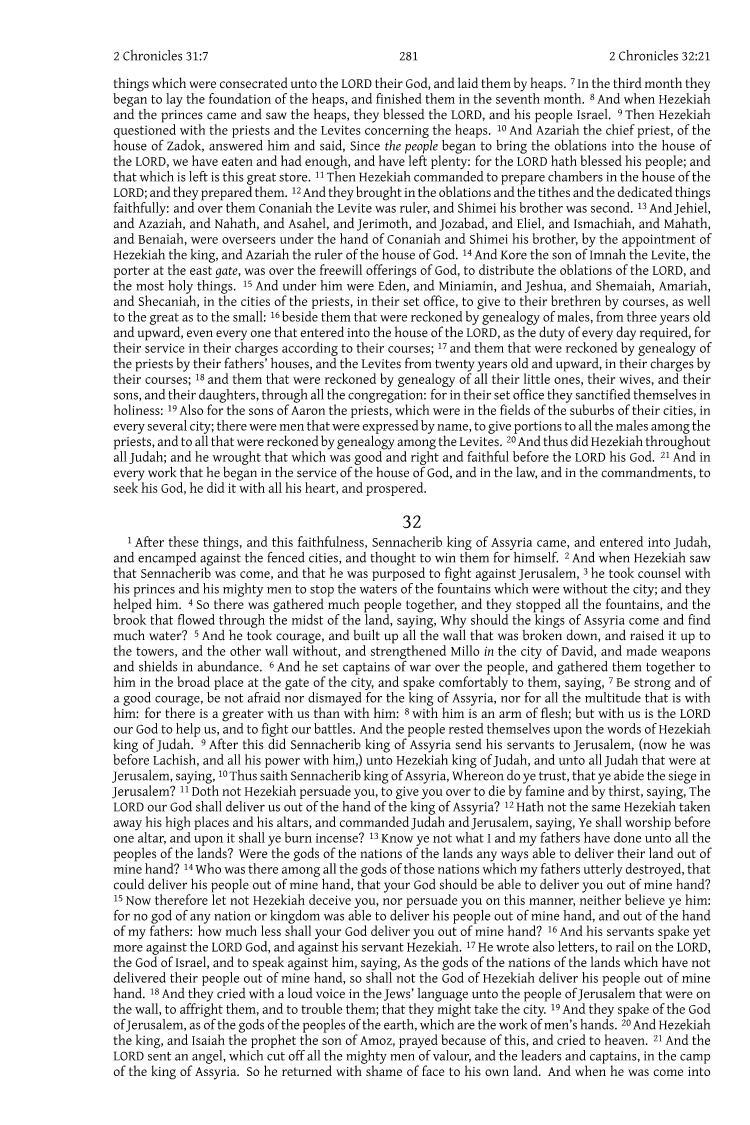 2 Chronicles 31:7 281 2 Chronicles 32:21
things which were consecrated unto the LORD their God, and laid them by heaps. 7 In the third month they
began to lay the foundation of the heaps, and finished them in the seventh month. 8 And when Hezekiah
and the princes came and saw the heaps, they blessed the LORD, and his people Israel. 9 Then Hezekiah
questioned with the priests and the Levites concerning the heaps. 10 And Azariah the chief priest, of the
house of Zadok, answered him and said, Since the people began to bring the oblations into the house of
the LORD, we have eaten and had enough, and have left plenty: for the LORD hath blessed his people; and
that which is left is this great store. 11 Then Hezekiah commanded to prepare chambers in the house of the
LORD; and they prepared them. 12 And they brought in the oblations and the tithes and the dedicated things
faithfully: and over them Conaniah the Levite was ruler, and Shimei his brother was second. 13 And Jehiel,
and Azaziah, and Nahath, and Asahel, and Jerimoth, and Jozabad, and Eliel, and Ismachiah, and Mahath,
and Benaiah, were overseers under the hand of Conaniah and Shimei his brother, by the appointment of
Hezekiah the king, and Azariah the ruler of the house of God. 14 And Kore the son of Imnah the Levite, the
porter at the east gate, was over the freewill offerings of God, to distribute the oblations of the LORD, and
the most holy things. 15 And under him were Eden, and Miniamin, and Jeshua, and Shemaiah, Amariah,
and Shecaniah, in the cities of the priests, in their set office, to give to their brethren by courses, as well
to the great as to the small: 16 beside them that were reckoned by genealogy of males, from three years old
and upward, even every one that entered into the house of the LORD, as the duty of every day required, for
their service in their charges according to their courses; 17 and them that were reckoned by genealogy of
the priests by their fathers' houses, and the Levites from twenty years old and upward, in their charges by
their courses; 18 and them that were reckoned by genealogy of all their little ones, their wives, and their
sons, and their daughters, through all the congregation: for in their set office they sanctified themselves in
holiness: 19 Also for the sons of Aaron the priests, which were in the fields of the suburbs of their cities, in
every several city; there were men that were expressed by name, to give portions to all the males among the
priests, and to all that were reckoned by genealogy among the Levites. 20 And thus did Hezekiah throughout
all Judah; and he wrought that which was good and right and faithful before the LORD his God. 21 And in
every work that he began in the service of the house of God, and in the law, and in the commandments, to
seek his God, he did it with all his heart, and prospered.
32
1 After these things, and this faithfulness, Sennacherib king of Assyria came, and entered into Judah,
and encamped against the fenced cities, and thought to win them for himself. 2 And when Hezekiah saw
that Sennacherib was come, and that he was purposed to fight against Jerusalem, 3 he took counsel with
his princes and his mighty men to stop the waters of the fountains which were without the city; and they
helped him. 4 So there was gathered much people together, and they stopped all the fountains, and the
brook that flowed through the midst of the land, saying, Why should the kings of Assyria come and find
much water? 5 And he took courage, and built up all the wall that was broken down, and raised it up to
the towers, and the other wall without, and strengthened Millo in the city of David, and made weapons
and shields in abundance. 6 And he set captains of war over the people, and gathered them together to
him in the broad place at the gate of the city, and spake comfortably to them, saying, 7 Be strong and of
a good courage, be not afraid nor dismayed for the king of Assyria, nor for all the multitude that is with
him: for there is a greater with us than with him: 8 with him is an arm of flesh; but with us is the LORD
our God to help us, and to fight our battles. And the people rested themselves upon the words of Hezekiah
king of Judah. 9 After this did Sennacherib king of Assyria send his servants to Jerusalem, (now he was
before Lachish, and all his power with him,) unto Hezekiah king of Judah, and unto all Judah that were at
Jerusalem, saying, 10 Thus saith Sennacherib king of Assyria, Whereon do ye trust, that ye abide the siege in
Jerusalem? 11 Doth not Hezekiah persuade you, to give you over to die by famine and by thirst, saying, The
LORD our God shall deliver us out of the hand of the king of Assyria? 12 Hath not the same Hezekiah taken
away his high places and his altars, and commanded Judah and Jerusalem, saying, Ye shall worship before
one altar, and upon it shall ye burn incense? 13 Know ye not what I and my fathers have done unto all the
peoples of the lands? Were the gods of the nations of the lands any ways able to deliver their land out of
mine hand? 14 Who was there among all the gods of those nations which my fathers utterly destroyed, that
could deliver his people out of mine hand, that your God should be able to deliver you out of mine hand?
15 Now therefore let not Hezekiah deceive you, nor persuade you on this manner, neither believe ye him:
for no god of any nation or kingdom was able to deliver his people out of mine hand, and out of the hand
of my fathers: how much less shall your God deliver you out of mine hand? 16 And his servants spake yet
more against the LORD God, and against his servant Hezekiah. 17 He wrote also letters, to rail on the LORD,
the God of Israel, and to speak against him, saying, As the gods of the nations of the lands which have not
delivered their people out of mine hand, so shall not the God of Hezekiah deliver his people out of mine
hand. 18 And they cried with a loud voice in the Jews' language unto the people of Jerusalem that were on
the wall, to affright them, and to trouble them; that they might take the city. 19 And they spake of the God
of Jerusalem, as of the gods of the peoples of the earth, which are the work of men's hands. 20 And Hezekiah
the king, and Isaiah the prophet the son of Amoz, prayed because of this, and cried to heaven. 21 And the
LORD sent an angel, which cut off all the mighty men of valour, and the leaders and captains, in the camp
of the king of Assyria. So he returned with shame of face to his own land. And when he was come into